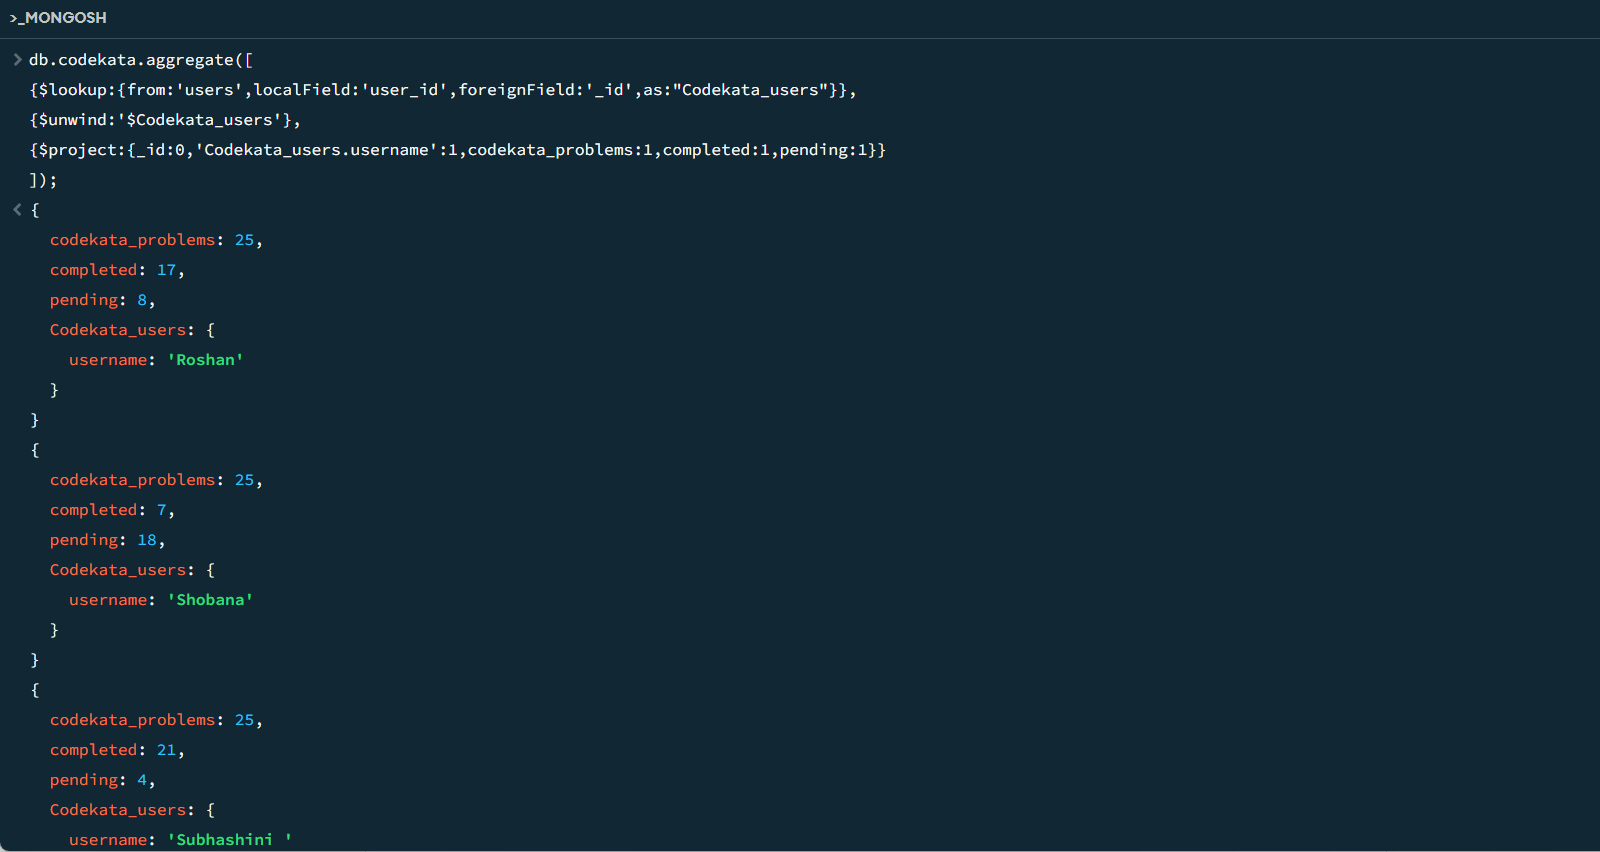 >_MONGOSH
> db.codekata.aggregate([
{$lookup:{from:'users',localField:'user_id',foreignField:'_id',as:"Codekata_users"}},
{$unwind:'$Codekata_users'},
{$project:{_id:0,'Codekata_users.username':1,codekata_problems:1,completed:1,pending:1}}
]);
< {
codekata_problems: 25,
completed: 17,
pending: 8,
Codekata_users: {
username: 'Roshan'
}
}
{
codekata_problems: 25,
completed: 7,
pending: 18,
Codekata_users: {
username: 'Shobana'
}
}
{
codekata_problems: 25,
completed: 21,
pending: 4,
Codekata_users: {
username: 'Subhashini '